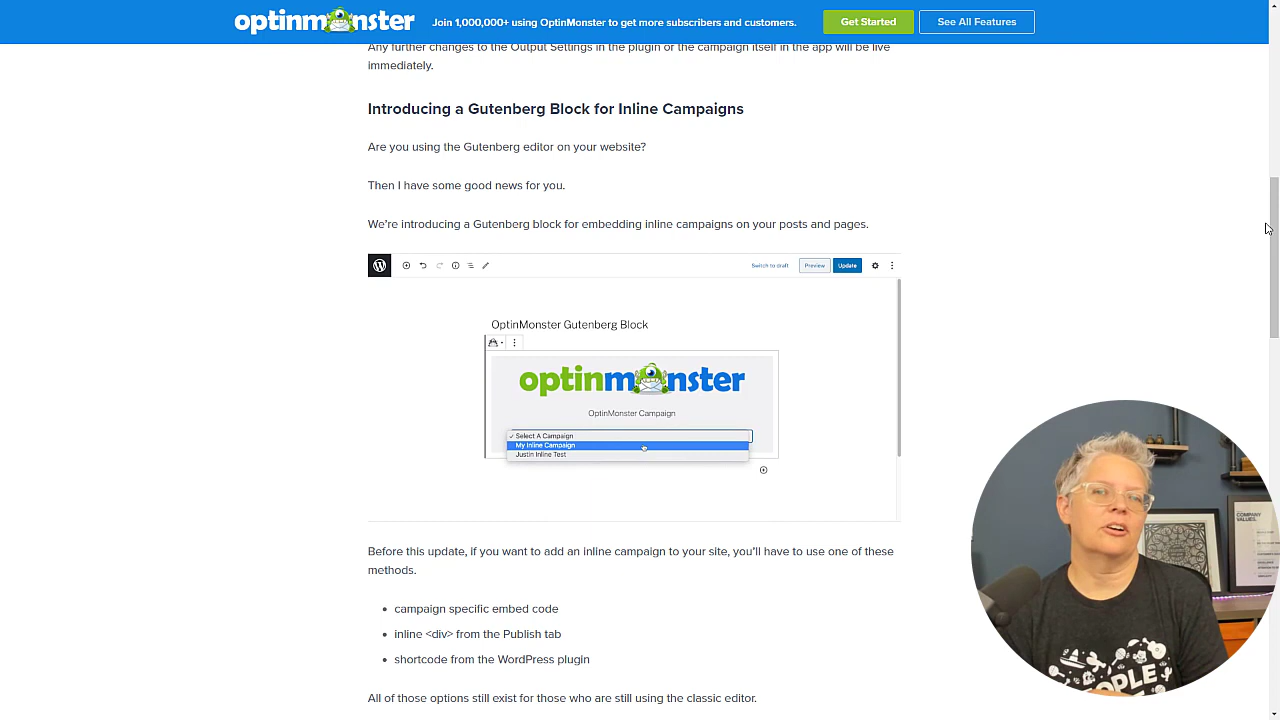 optinmonster
Join 1,000,000+ using OptinMonster to get more subscribers and customers.
Get Started
See All Features
Any further changes to the Output Settings in the plugin or the campaign itself in the app will be live
immediately.
Introducing a Gutenberg Block for Inline Campaigns
Are you using the Gutenberg editor on your website?
Then I have some good news for you.
We're introducing a Gutenberg block for embedding inline campaigns on your posts and pages.
Switch to draft
Preview
Update
OptinMonster Gutenberg Block
optinmonster
OptinMonster Campaign
✓ Select A Campaign
My Inline Campaign
Justin Inline Test
Before this update, if you want to add an inline campaign to your site, you'll have to use one of these
methods.
• campaign specific embed code
• inline <div> from the Publish tab
• shortcode from the WordPress plugin
All of those options still exist for those who are still using the classic editor.
COMPANY
VALUES.
PEOPLE